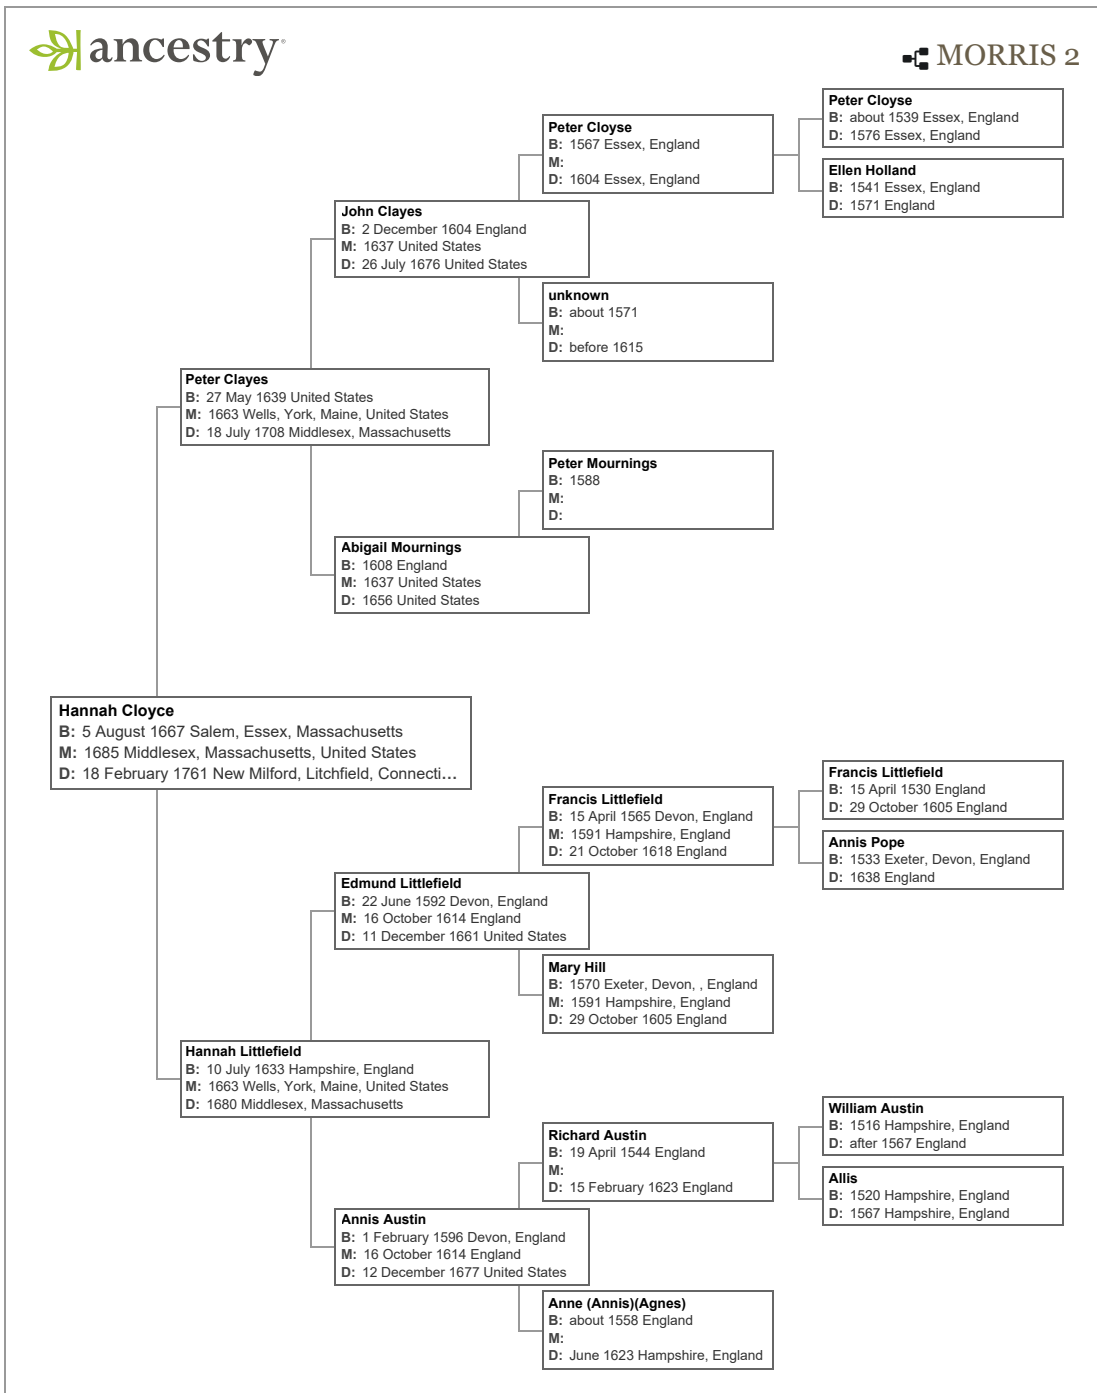 ancestry
MORRIS 2
Peter Cloyse
B: about 1539 Essex, England
D: 1576 Essex, England
Peter Cloyse
B: 1567 Essex, England
M:
D: 1604 Essex, England
Ellen Holland
B: 1541 Essex, England
D: 1571 England
John Clayes
B: 2 December 1604 England
M: 1637 United States
D: 26 July 1676 United States
unknown
B: about 1571
M:
D: before 1615
Peter Clayes
B: 27 May 1639 United States
M: 1663 Wells, York, Maine, United States
D: 18 July 1708 Middlesex, Massachusetts
Peter Mournings
B: 1588
M:
D:
Abigail Mournings
B: 1608 England
M: 1637 United States
D: 1656 United States
Hannah Cloyce
B: 5 August 1667 Salem, Essex, Massachusetts
M: 1685 Middlesex, Massachusetts, United States
D: 18 February 1761 New Milford, Litchfield, Connecti...
Francis Littlefield
B: 15 April 1530 England
D: 29 October 1605 England
Francis Littlefield
B: 15 April 1565 Devon, England
M: 1591 Hampshire, England
D: 21 October 1618 England
Annis Pope
B: 1533 Exeter, Devon, England
D: 1638 England
Edmund Littlefield
B: 22 June 1592 Devon, England
M: 16 October 1614 England
D: 11 December 1661 United States
Mary Hill
B: 1570 Exeter, Devon, , England
M: 1591 Hampshire, England
D: 29 October 1605 England
Hannah Littlefield
B: 10 July 1633 Hampshire, England
M: 1663 Wells, York, Maine, United States
D: 1680 Middlesex, Massachusetts
William Austin
B: 1516 Hampshire, England
D: after 1567 England
Richard Austin
B: 19 April 1544 England
M:
D: 15 February 1623 England
Allis
B: 1520 Hampshire, England
D: 1567 Hampshire, England
Annis Austin
B: 1 February 1596 Devon, England
M: 16 October 1614 England
D: 12 December 1677 United States
Anne (Annis)(Agnes)
B: about 1558 England
M:
D: June 1623 Hampshire, England